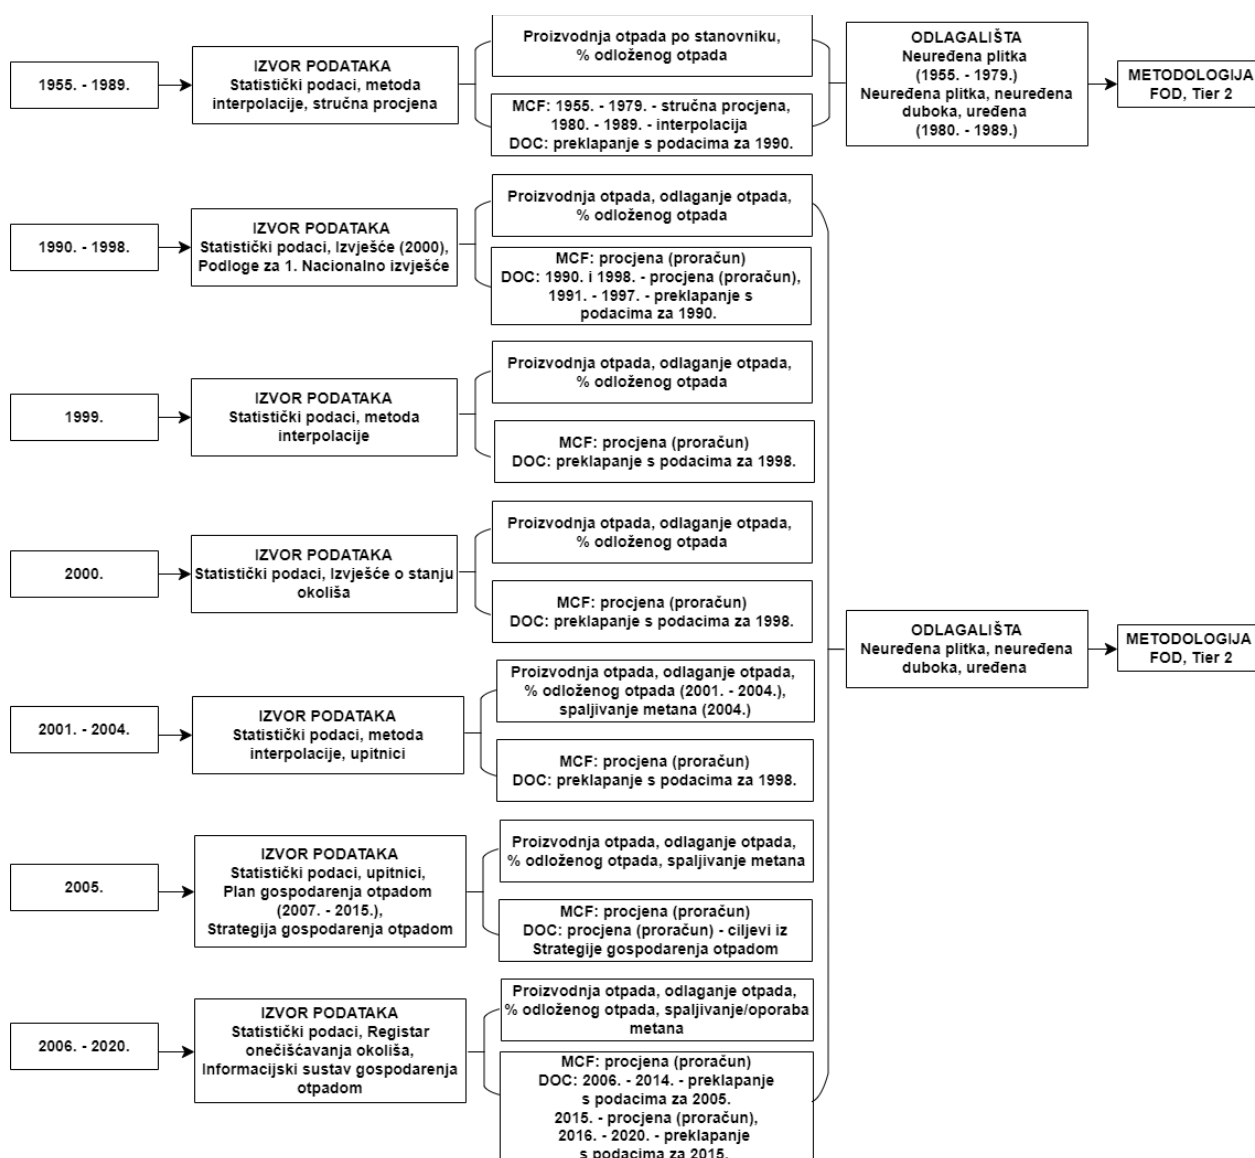 1955. - 1989.
IZVOR PODATAKA
Statistički podaci, metoda
interpolacije, stručna procjena
Proizvodnja otpada po stanovniku,
% odloženog otpada
MCF: 1955. - 1979. - stručna procjena,
1980. - 1989. - interpolacija
DOC: preklapanje s podacima za 1990.
ODLAGALIŠTA
Neuređena plitka
(1955. - 1979.)
Neuređena plitka, neuređena
duboka, uređena
(1980. - 1989.)
METODOLOGIJA
FOD, Tier 2
1990. - 1998.
IZVOR PODATAKA
Statistički podaci, Izvješće (2000),
Podloge za 1. Nacionalno izvješće
Proizvodnja otpada, odlaganje otpada,
% odloženog otpada
MCF: procjena (proračun)
DOC: 1990. i 1998. - procjena (proračun),
1991. - 1997. - preklapanje s
podacima za 1990.
1999.
IZVOR PODATAKA
Statistički podaci, metoda
interpolacije
Proizvodnja otpada, odlaganje otpada,
% odloženog otpada
MCF: procjena (proračun)
DOC: preklapanje s podacima za 1998.
2000.
IZVOR PODATAKA
Statistički podaci, Izvješće o stanju
okoliša
Proizvodnja otpada, odlaganje otpada,
% odloženog otpada
MCF: procjena (proračun)
DOC: preklapanje s podacima za 1998.
ODLAGALIŠTA
Neuređena plitka, neuređena
duboka, uređena
METODOLOGIJA
FOD, Tier 2
2001. - 2004.
IZVOR PODATAKA
Statistički podaci, metoda
interpolacije, upitnici
Proizvodnja otpada, odlaganje otpada,
% odloženog otpada (2001. - 2004.),
spaljivanje metana (2004.)
MCF: procjena (proračun)
DOC: preklapanje s podacima za 1998.
2005.
IZVOR PODATAKA
Statistički podaci, upitnici,
Plan gospodarenja otpadom
(2007. - 2015.),
Strategija gospodarenja otpadom
Proizvodnja otpada, odlaganje otpada,
% odloženog otpada, spaljivanje metana
MCF: procjena (proračun)
DOC: procjena (proračun) - ciljevi iz
Strategije gospodarenja otpadom
2006. - 2020.
IZVOR PODATAKA
Statistički podaci, Registar
onečišćavanja okoliša,
Informacijski sustav gospodarenja
otpadom
Proizvodnja otpada, odlaganje otpada,
% odloženog otpada, spaljivanje/oporaba
metana
MCF: procjena (proračun)
DOC: 2006. - 2014. - preklapanje
s podacima za 2005.
2015. - procjena (proračun),
2016. - 2020. - preklapanje
s podacima za 2015.